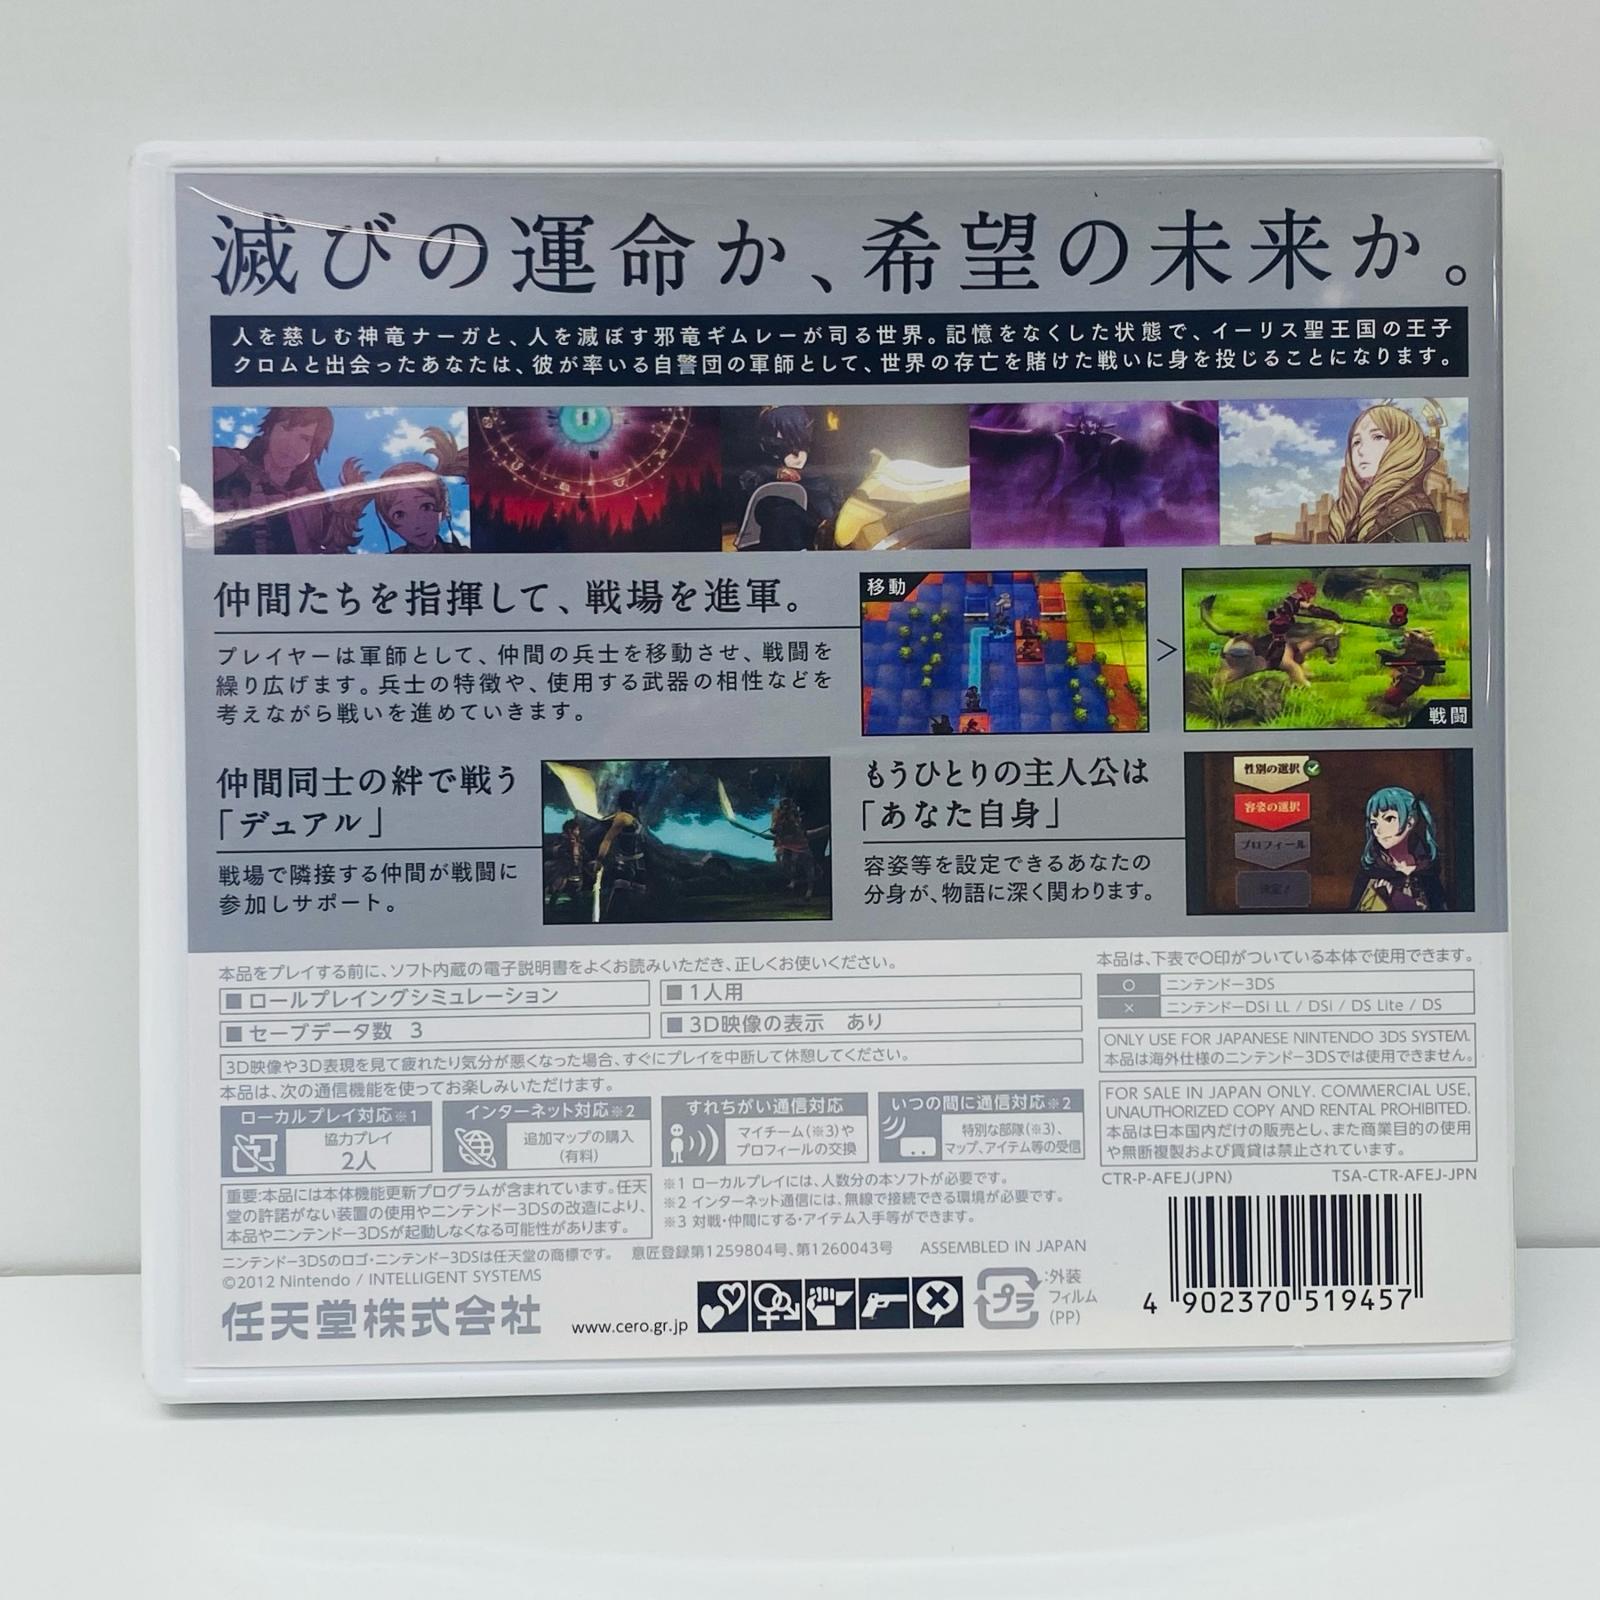 滅びの運命か、希望の未来か。
人を慈しむ神竜ナーガと、人を滅ぼす邪竜ギムレーが司る世界。記憶をなくした状態で、イーリス聖王国の王子
クロムと出会ったあなたは、彼が率いる自警団の軍師として、世界の存亡を賭けた戦いに身を投じることになります。
仲間たちを指揮して、戦場を進軍。
プレイヤーは軍師として、仲間の兵士を移動させ、戦闘を
繰り広げます。兵士の特徴や、使用する武器の相性などを
考えながら戦いを進めていきます。
移動
>
戦闘
仲間同士の絆で戦う
「デュアル」
戦場で隣接する仲間が戦闘に
参加しサポート。
もうひとりの主人公は
「あなた自身」
容姿等を設定できるあなたの
分身が、物語に深く関わります。
性別の選択
容姿の選択
プロフィール
決定!
本品をプレイする前に、ソフト内蔵の電子説明書をよくお読みいただき、正しくお使いください。
■ ロールプレイングシミュレーション
■ 1人用
■ セーブデータ数 3
■ 3D映像の表示 あり
3D映像や3D表現を見て疲れたり気分が悪くなった場合、すぐにプレイを中断して休憩してください。
本品は、次の通信機能を使ってお楽しみいただけます。
ローカルプレイ対応※1
協力プレイ
2人
インターネット対応※2
追加マップの購入
(有料)
すれちがい通信対応
マイチーム(※3)や
プロフィールの交換
いつの間に通信対応※2
特別な部隊(※3)、
マップ、アイテム等の受信
重要:本品には本体機能更新プログラムが含まれています。任天
堂の許諾がない装置の使用やニンテンドー3DSの改造により、
本品やニンテンドー3DSが起動しなくなる可能性があります。
※1 ローカルプレイには、人数分の本ソフトが必要です。
※2 インターネット通信には、無線で接続できる環境が必要です。
※3 対戦・仲間にする・アイテム入手等ができます。
ニンテンドー3DSのロゴ・ニンテンドー3DSは任天堂の商標です。 意匠登録第1259804号、第1260043号 ASSEMBLED IN JAPAN
©2012 Nintendo / INTELLIGENT SYSTEMS
任天堂株式会社
www.cero.gr.jp
プラ
:外装
フィルム
(PP)
本品は、下表で○印がついている本体で使用できます。
○ ニンテンドー3DS
× ニンテンドーDSi LL / DSi / DS Lite / DS
ONLY USE FOR JAPANESE NINTENDO 3DS SYSTEM.
本品は海外仕様のニンテンドー3DSでは使用できません。
FOR SALE IN JAPAN ONLY. COMMERCIAL USE,
UNAUTHORIZED COPY AND RENTAL PROHIBITED.
本品は日本国内だけの販売とし、また商業目的の使用
や無断複製および賃貸は禁止されています。
CTR-P-AFEJ(JPN) TSA-CTR-AFEJ-JPN
4 902370 519457